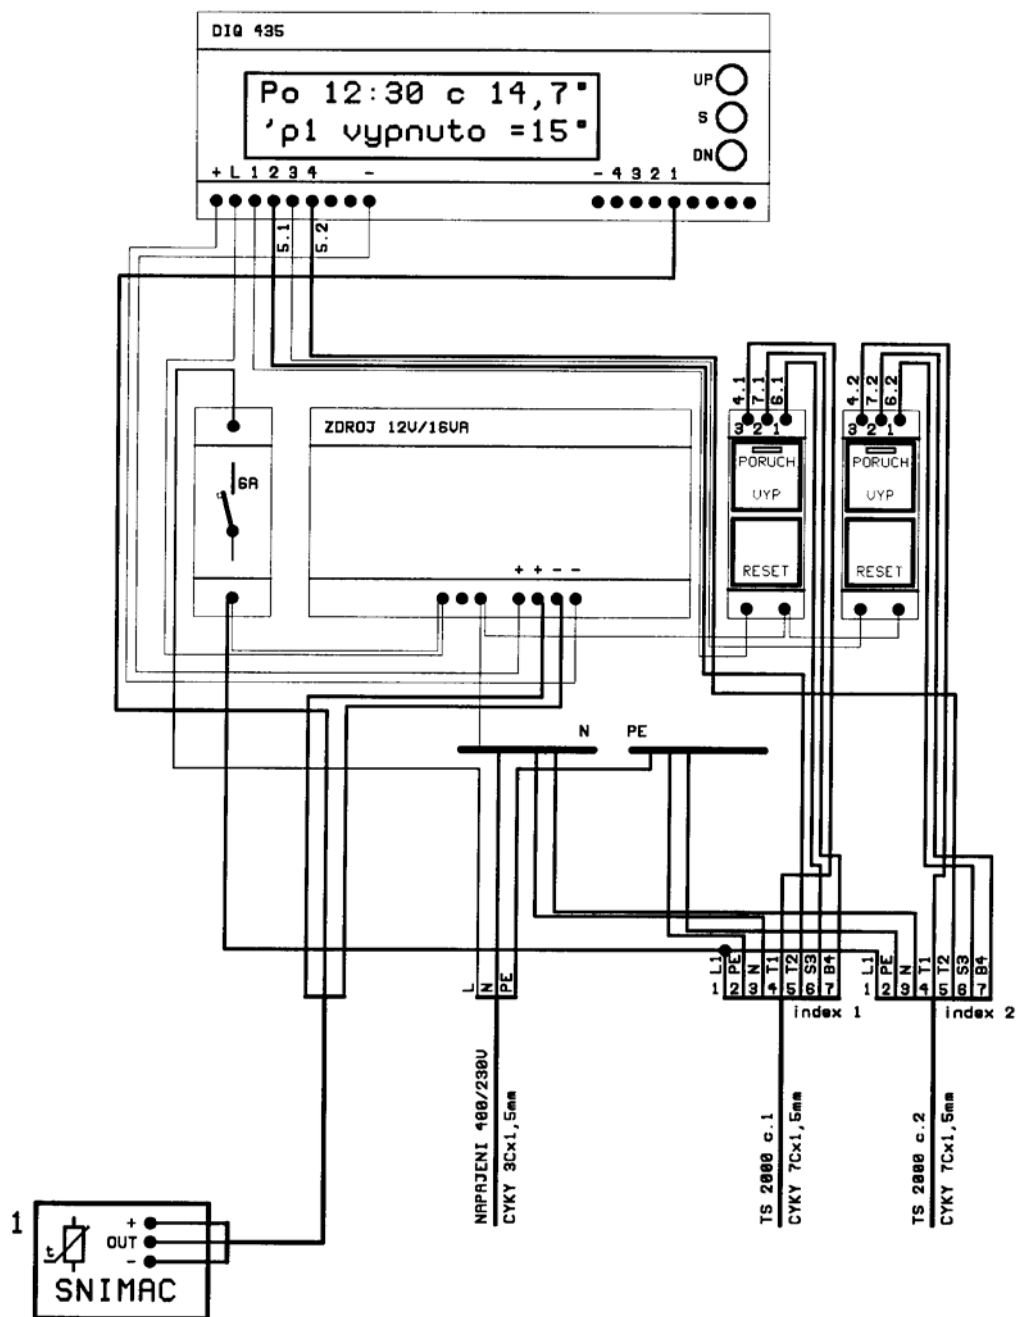 DIQ 435
Po 12:30 c 14,7°
'p1 vypnuto =15°
UP
S
DN
+ L 1 2 3 4 -
- 4 3 2 1
5.1
5.2
4.1
7.1
6.1
4.2
7.2
6.2
3 2 1
3 2 1
ZDROJ 12V/16VA
6A
PORUCH
VYP
RESET
PORUCH
VYP
RESET
+ + - -
N
PE
L
N
PE
L1 PE N T1 T2 S3 B4
1 2 3 4 5 6 7
index 1
L1 PE N T1 T2 S3 B4
1 2 3 4 5 6 7
index 2
NAPAJENI 400/230V
CYKY 3Cx1,5mm
TS 2000 c.1
CYKY 7Cx1,5mm
TS 2000 c.2
CYKY 7Cx1,5mm
1
+
OUT
-
t
SNIMAC